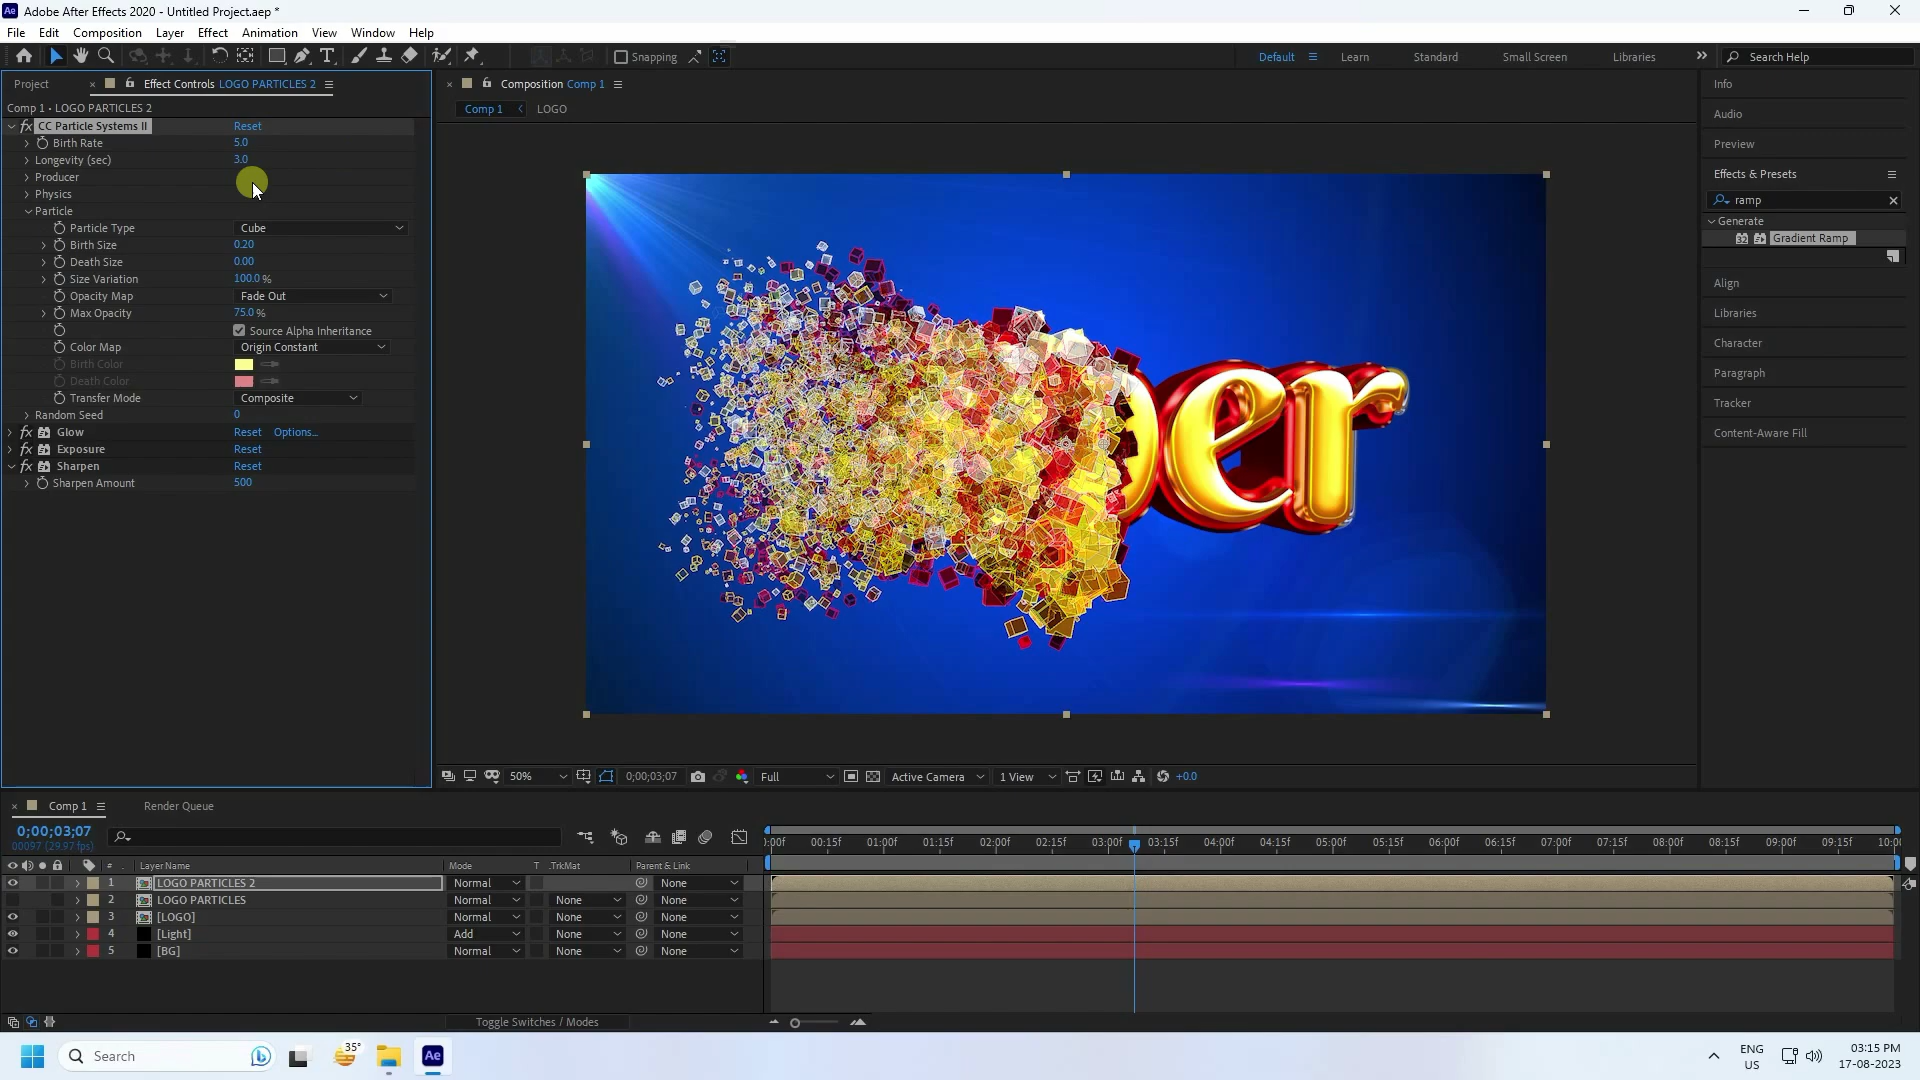 Adobe After Effects 2020 - Untitled Project.aep *
File Edit Composition Layer Effect Animation View Window Help
Snapping
Default Learn Standard Small Screen Libraries Search Help
Project Effect Controls LOGO PARTICLES 2
Comp 1 • LOGO PARTICLES 2
fx CC Particle Systems II Reset
Birth Rate 5.0
Longevity (sec) 3.0
Producer
Physics
Particle
Particle Type Cube
Birth Size 0.20
Death Size 0.00
Size Variation 100.0 %
Opacity Map Fade Out
Max Opacity 75.0 %
Source Alpha Inheritance
Color Map Origin Constant
Birth Color
Death Color
Transfer Mode Composite
Random Seed 0
fx Glow Reset Options...
fx Exposure Reset
fx Sharpen Reset
Sharpen Amount 500
Composition Comp 1
Comp 1 LOGO
er
50% 0;00;03;07 Full Active Camera 1 View +0.0
Info
Audio
Preview
Effects & Presets
ramp
Generate
32 Gradient Ramp
Align
Libraries
Character
Paragraph
Tracker
Content-Aware Fill
Comp 1 Render Queue
0;00;03;07
00097 (29.97 fps)
:00f 00:15f 01:00f 01:15f 02:00f 02:15f 03:00f 03:15f 04:00f 04:15f 05:00f 05:15f 06:00f 06:15f 07:00f 07:15f 08:00f 08:15f 09:00f 09:15f 10:00
# Layer Name Mode T .TrkMat Parent & Link
1 LOGO PARTICLES 2 Normal None
2 LOGO PARTICLES Normal None None
3 [LOGO] Normal None None
4 [Light] Add None None
5 [BG] Normal None None
Toggle Switches / Modes
Search 35° Ae
ENG
US
03:15 PM
17-08-2023